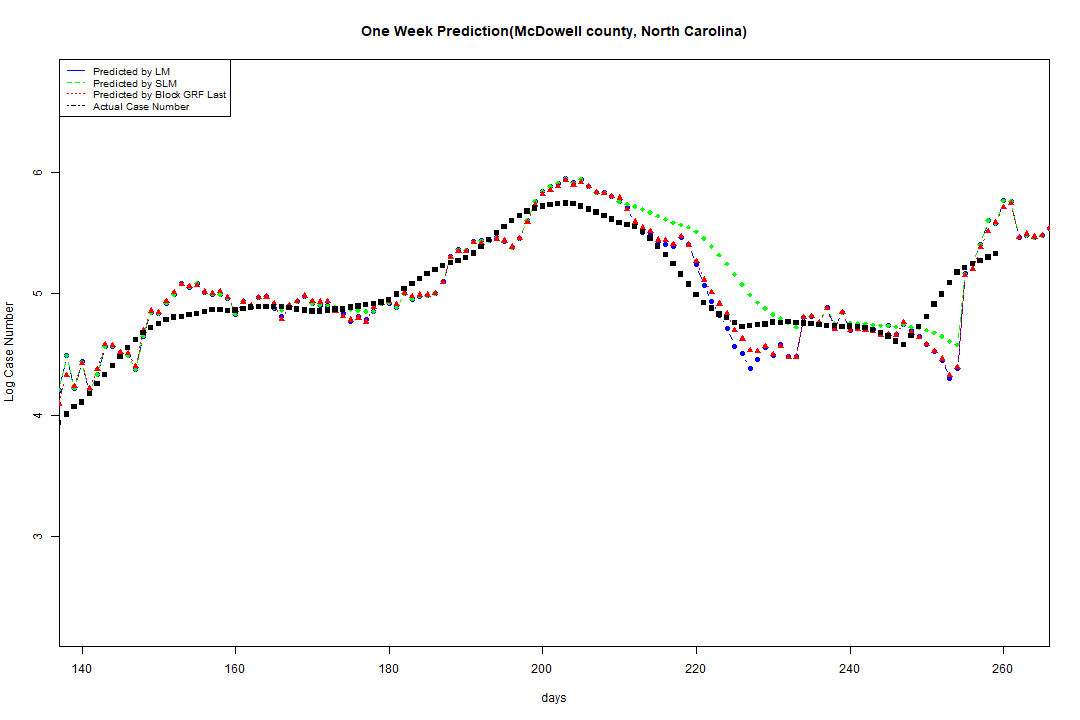 One Week Prediction(McDowell county, North Carolina)
Predicted by LM
Predicted by SLM
Predicted by Block GRF Last
Actual Case Number
Log Case Number
6
5
4
3
140 160 180 200 220 240 260
days